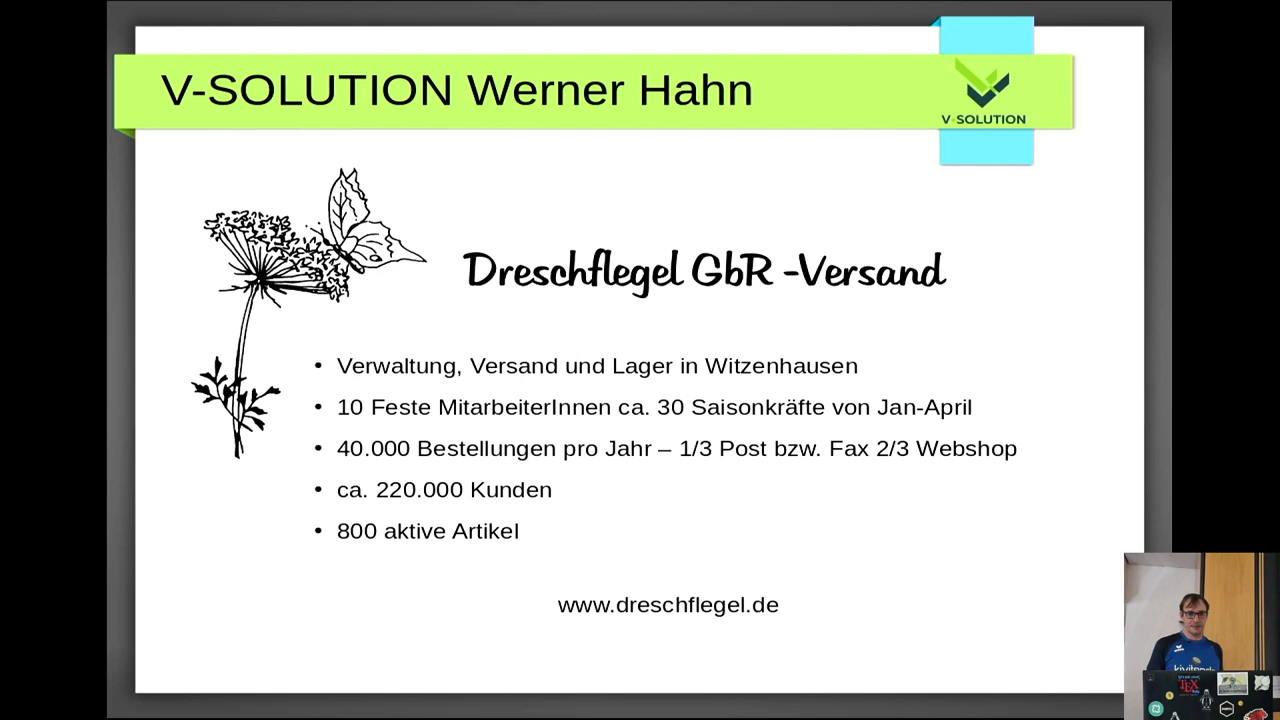 V-SOLUTION Werner Hahn
V-SOLUTION
Dreschflegel GbR -Versand
• Verwaltung, Versand und Lager in Witzenhausen
• 10 Feste MitarbeiterInnen ca. 30 Saisonkräfte von Jan-April
• 40.000 Bestellungen pro Jahr – 1/3 Post bzw. Fax 2/3 Webshop
• ca. 220.000 Kunden
• 800 aktive Artikel
www.dreschflegel.de
TEX